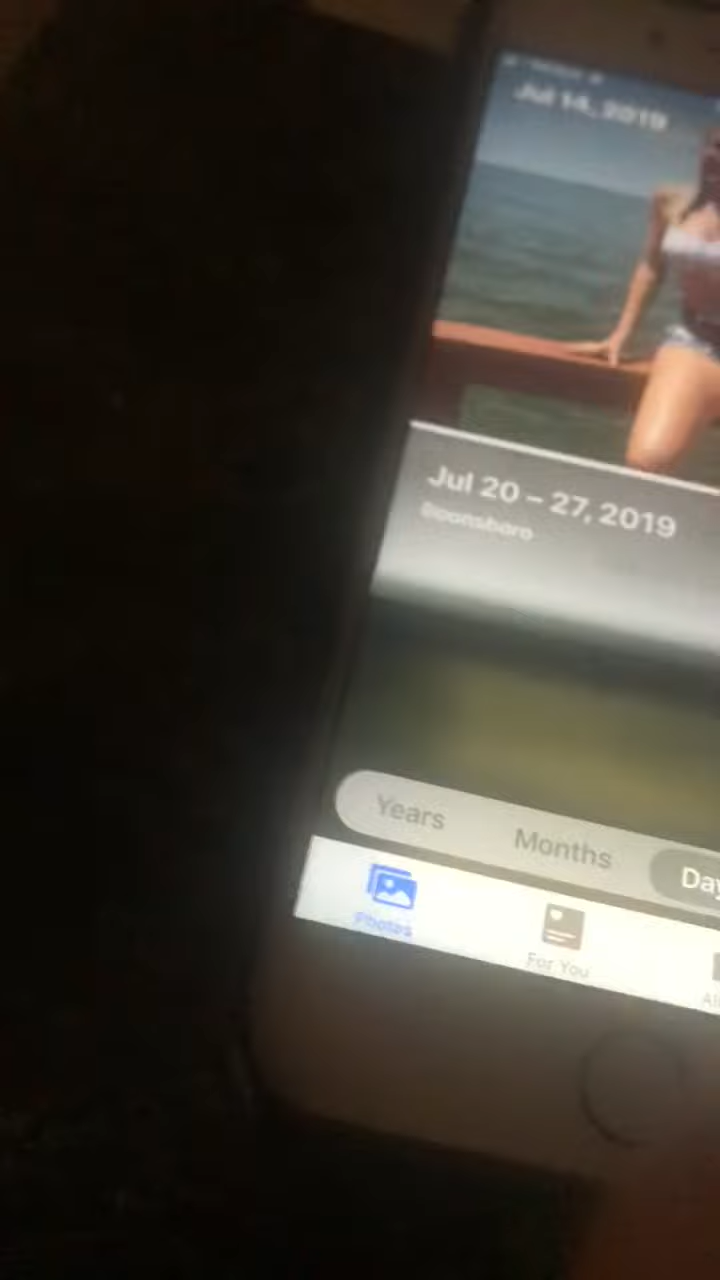 Jul 14, 2019
Jul 20 – 27, 2019
Boonsboro
Years
Months
Day
Photos
For You